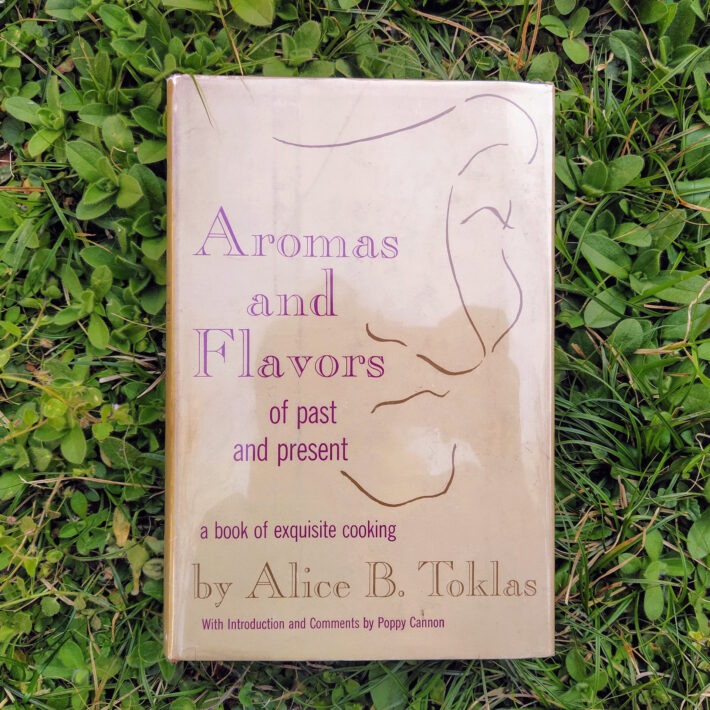 Aromas
and
Flavors
of past
and present
a book of exquisite cooking
by Alice B. Toklas
With Introduction and Comments by Poppy Cannon